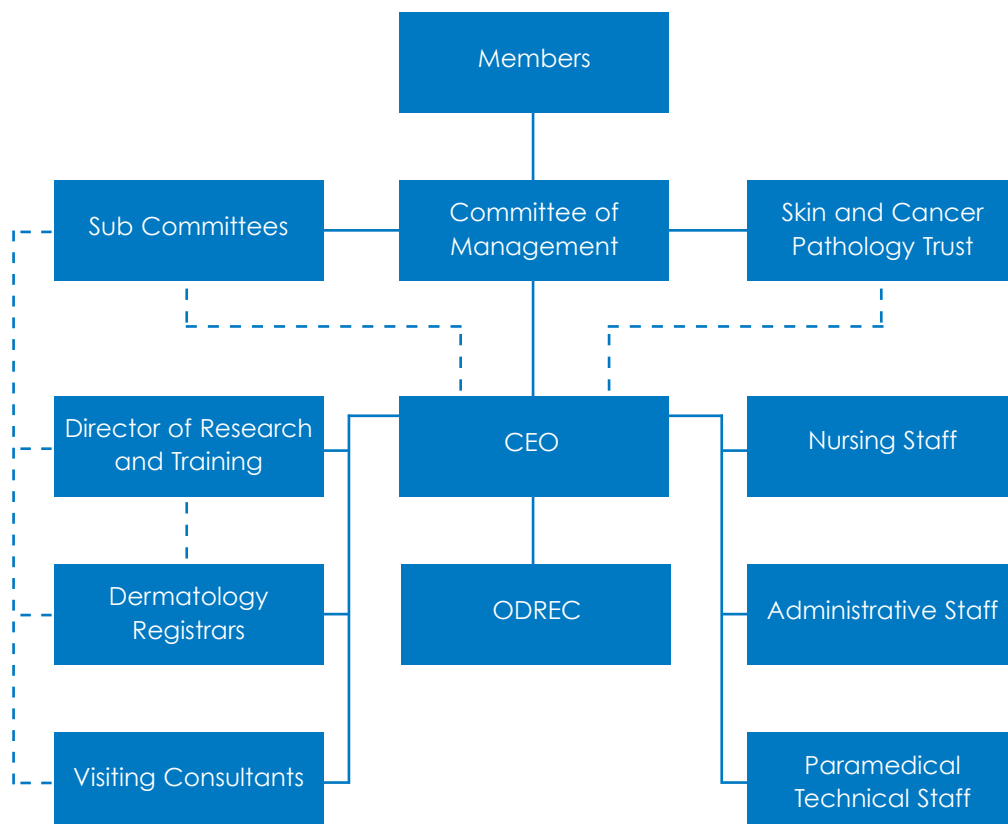 Members
Sub Committees
Committee of
Management
Skin and Cancer
Pathology Trust
Director of Research
and Training
CEO
Nursing Staff
Dermatology
Registrars
ODREC
Administrative Staff
Visiting Consultants
Paramedical
Technical Staff